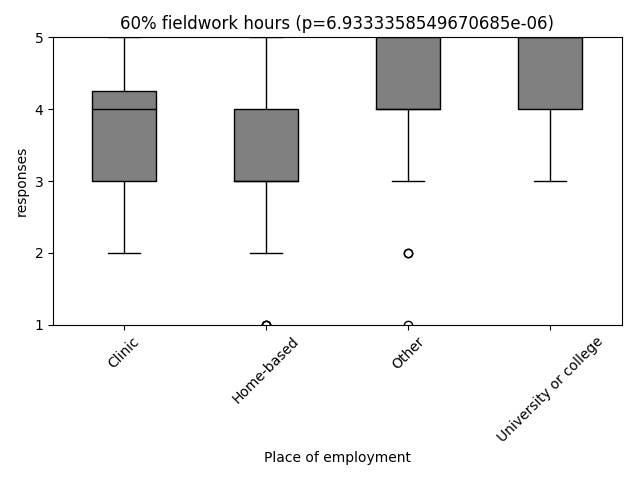 60% fieldwork hours (p=6.9333358549670685e-06)
5
4
3
2
1
responses
Clinic
Home-based
Other
University or college
Place of employment